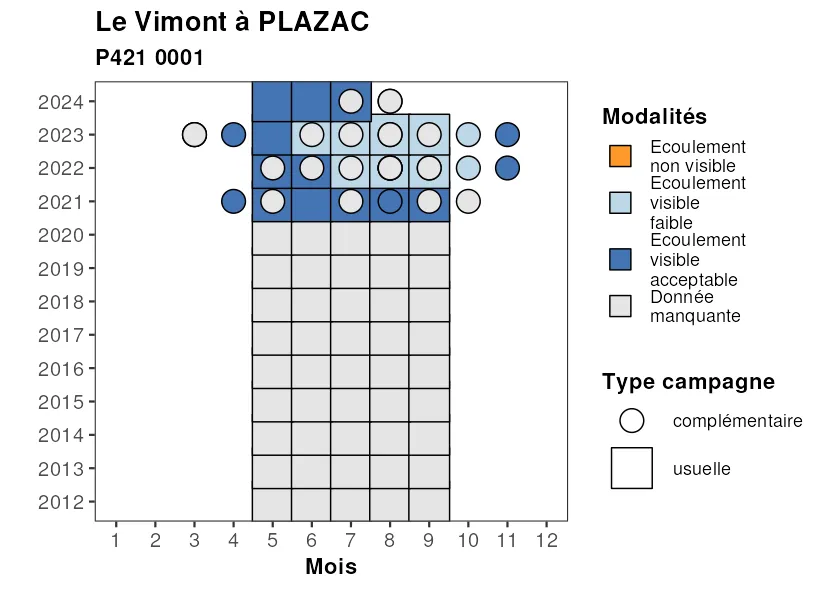 Le Vimont à PLAZAC
P421 0001
2024
2023
2022
2021
2020
2019
2018
2017
2016
2015
2014
2013
2012
1 2 3 4 5 6 7 8 9 10 11 12
Mois
Modalités
Ecoulement
non visible
Ecoulement
visible
faible
Ecoulement
visible
acceptable
Donnée
manquante
Type campagne
complémentaire
usuelle